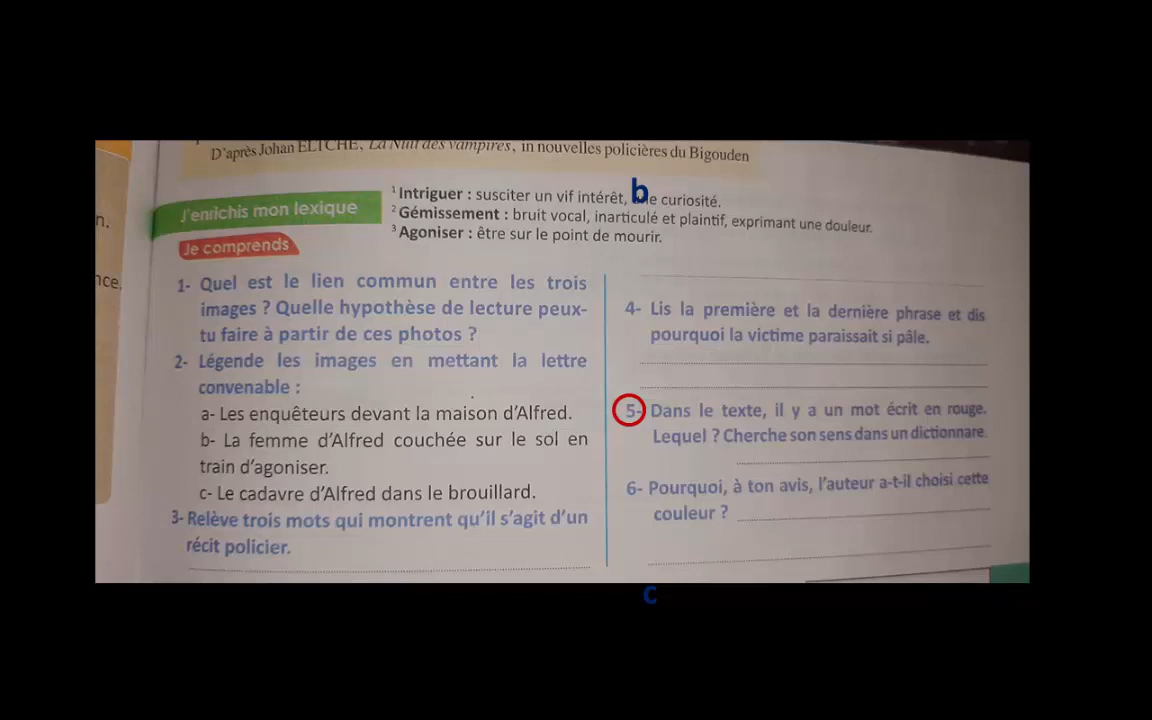 D'après Johan ELTCHE, La Nuit des vampires, in nouvelles policières du Bigouden
b
J'enrichis mon lexique
¹ Intriguer : susciter un vif intérêt, curiosité.
² Gémissement : bruit vocal, inarticulé et plaintif, exprimant une douleur.
³ Agoniser : être sur le point de mourir.
n.
nce.
Je comprends
1- Quel est le lien commun entre les trois
images ? Quelle hypothèse de lecture peux-
tu faire à partir de ces photos ?
2- Légende les images en mettant la lettre
convenable :
a- Les enquêteurs devant la maison d'Alfred.
b- La femme d'Alfred couchée sur le sol en
train d'agoniser.
c- Le cadavre d'Alfred dans le brouillard.
3- Relève trois mots qui montrent qu'il s'agit d'un
récit policier.
4- Lis la première et la dernière phrase et dis
pourquoi la victime paraissait si pâle.
5- Dans le texte, il y a un mot écrit en rouge.
Lequel ? Cherche son sens dans un dictionnare.
6- Pourquoi, à ton avis, l'auteur a-t-il choisi cette
couleur ?
c